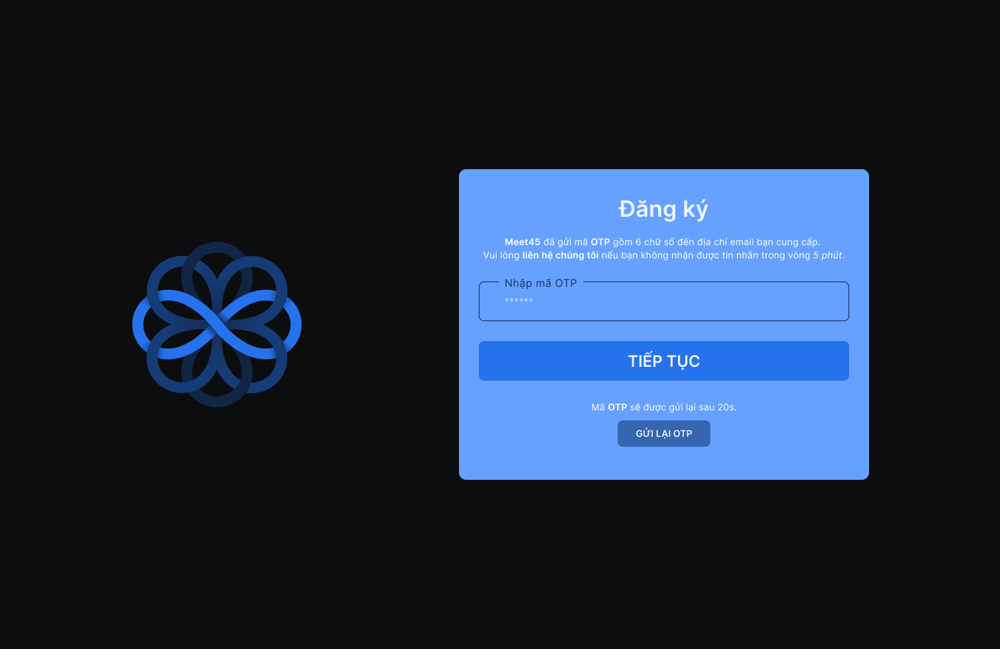 Đăng ký
Meet45 đã gửi mã OTP gồm 6 chữ số đến địa chỉ email bạn cung cấp.
Vui lòng liên hệ chúng tôi nếu bạn không nhận được tin nhắn trong vòng 5 phút.
Nhập mã OTP
******
TIẾP TỤC
Mã OTP sẽ được gửi lại sau 20s.
GỬI LẠI OTP